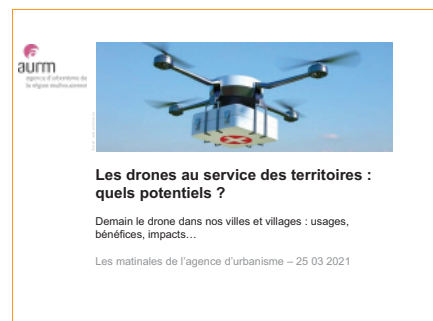 aurm
agence d'urbanisme de
la région mulhousienne
Les drones au service des territoires :
quels potentiels ?
Demain le drone dans nos villes et villages : usages,
bénéfices, impacts…
Les matinales de l'agence d'urbanisme – 25 03 2021